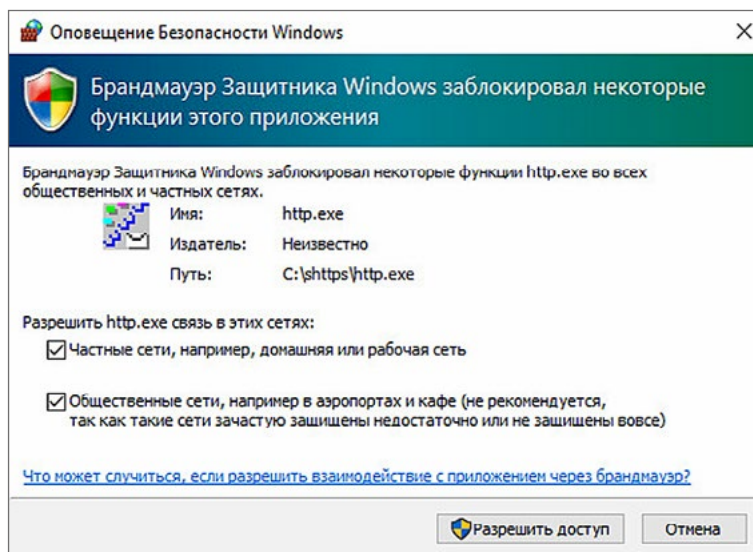 Оповещение Безопасности Windows
Брандмауэр Защитника Windows заблокировал некоторые
функции этого приложения
Брандмауэр Защитника Windows заблокировал некоторые функции http.exe во всех
общественных и частных сетях.
Имя: http.exe
Издатель: Неизвестно
Путь: C:\shttps\http.exe
Разрешить http.exe связь в этих сетях:
Частные сети, например, домашняя или рабочая сеть
Общественные сети, например в аэропортах и кафе (не рекомендуется,
так как такие сети зачастую защищены недостаточно или не защищены вовсе)
Что может случиться, если разрешить взаимодействие с приложением через брандмауэр?
Разрешить доступ Отмена